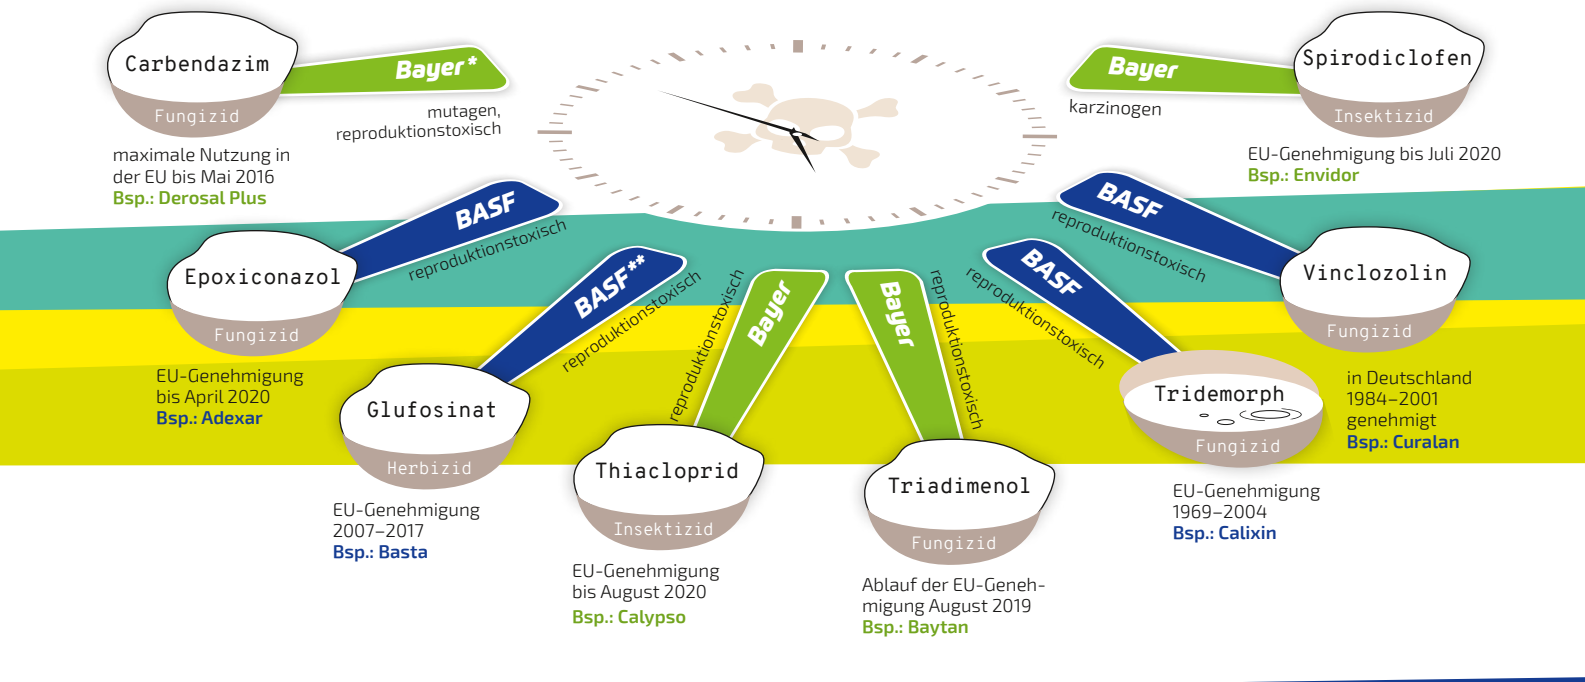 Carbendazim
Fungizid
Bayer*
mutagen,
reproduktionstoxisch
maximale Nutzung in
der EU bis Mai 2016
Bsp.: Derosal Plus
Epoxiconazol
Fungizid
BASF
reproduktionstoxisch
EU-Genehmigung
bis April 2020
Bsp.: Adexar
Glufosinat
Herbizid
BASF**
reproduktionstoxisch
EU-Genehmigung
2007–2017
Bsp.: Basta
Thiacloprid
Insektizid
Bayer
reproduktionstoxisch
EU-Genehmigung
bis August 2020
Bsp.: Calypso
Triadimenol
Fungizid
Bayer
reproduktionstoxisch
Ablauf der EU-Geneh-
migung August 2019
Bsp.: Baytan
Tridemorph
Fungizid
BASF
reproduktionstoxisch
EU-Genehmigung
1969–2004
Bsp.: Calixin
Vinclozolin
Fungizid
BASF
reproduktionstoxisch
in Deutschland
1984–2001
genehmigt
Bsp.: Curalan
Spirodiclofen
Insektizid
Bayer
karzinogen
EU-Genehmigung bis Juli 2020
Bsp.: Envidor